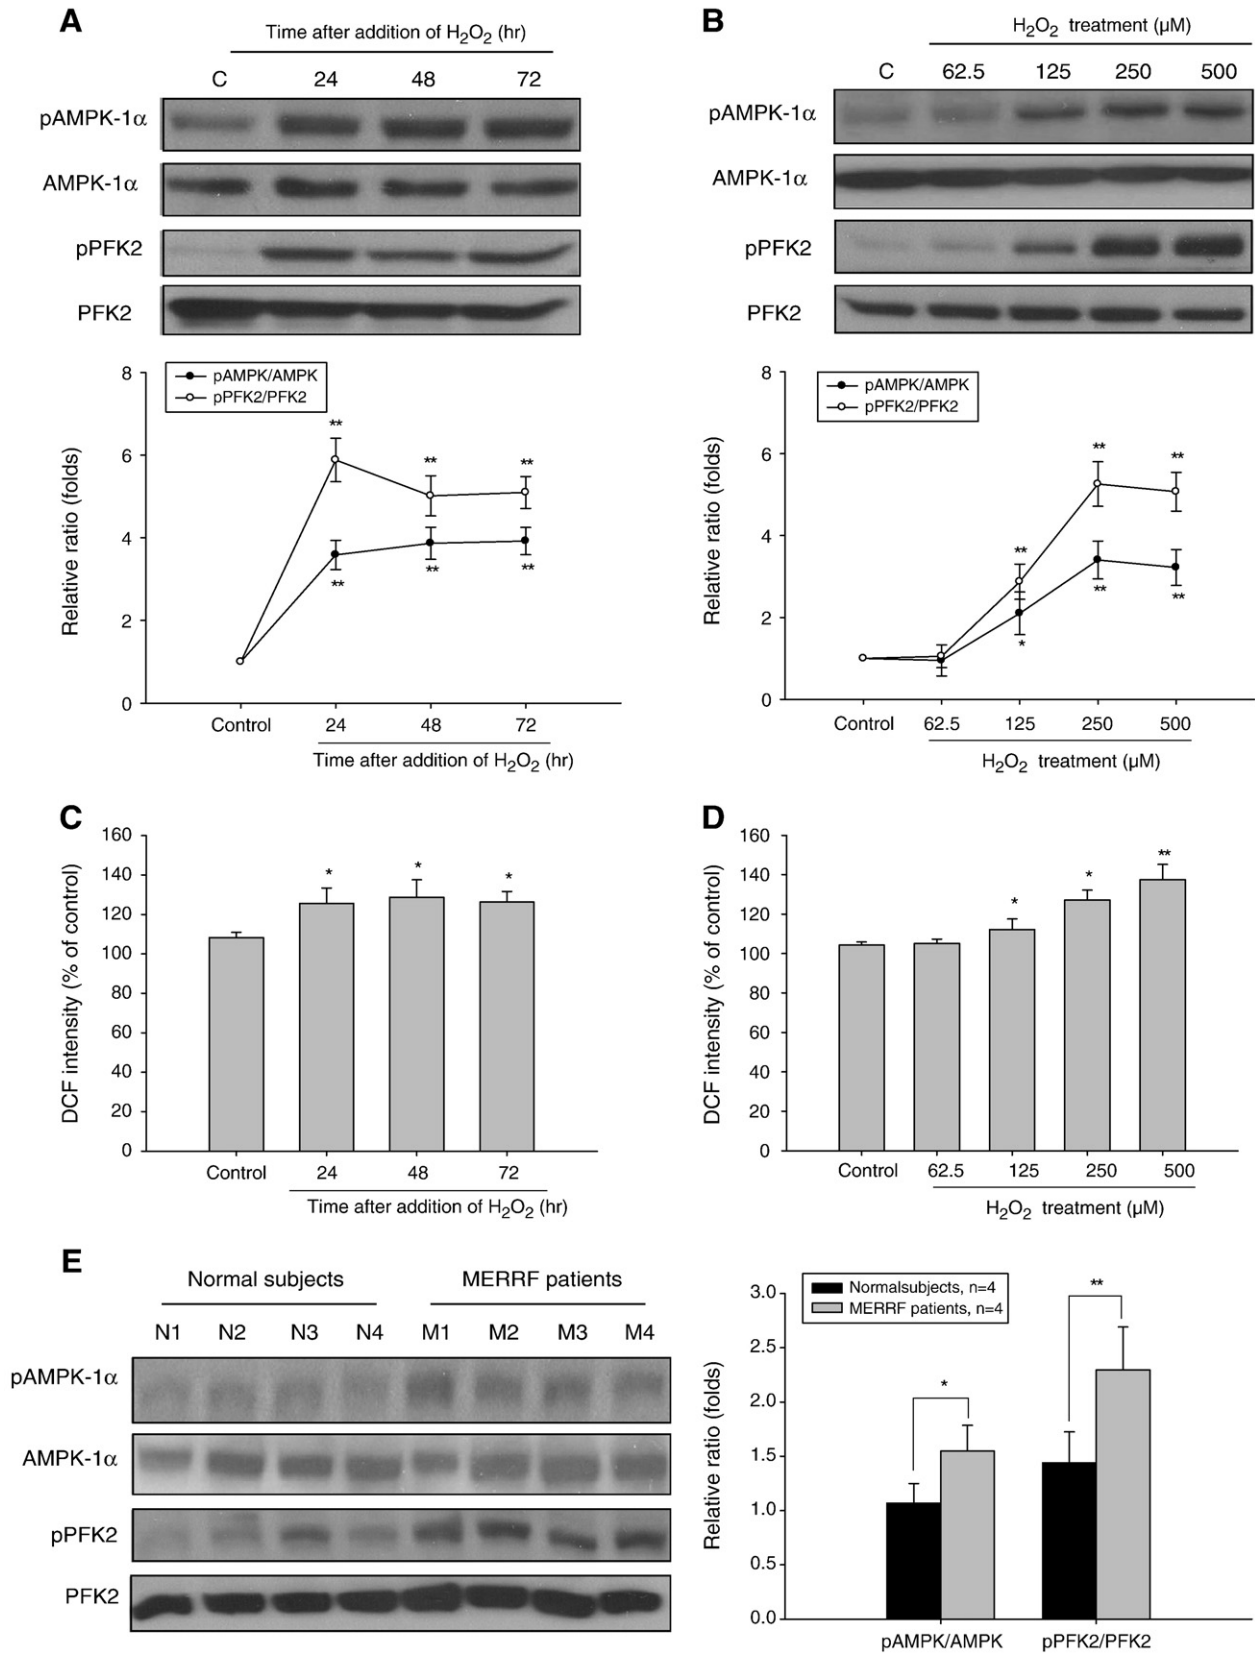 A
Time after addition of H2O2 (hr)
C 24 48 72
pAMPK-1α
AMPK-1α
pPFK2
PFK2
8
6
4
2
0
Relative ratio (folds)
pAMPK/AMPK
pPFK2/PFK2
**
**
**
**
**
**
Control 24 48 72
Time after addition of H2O2 (hr)
B
H2O2 treatment (µM)
C 62.5 125 250 500
pAMPK-1α
AMPK-1α
pPFK2
PFK2
8
6
4
2
0
Relative ratio (folds)
pAMPK/AMPK
pPFK2/PFK2
**
**
**
*
**
**
Control 62.5 125 250 500
H2O2 treatment (µM)
C
160
140
120
100
80
60
40
20
0
DCF intensity (% of control)
* * *
Control 24 48 72
Time after addition of H2O2 (hr)
D
160
140
120
100
80
60
40
20
0
DCF intensity (% of control)
* * **
Control 62.5 125 250 500
H2O2 treatment (µM)
E
Normal subjects MERRF patients
N1 N2 N3 N4 M1 M2 M3 M4
pAMPK-1α
AMPK-1α
pPFK2
PFK2
3.0
2.5
2.0
1.5
1.0
0.5
0.0
Relative ratio (folds)
Normalsubjects, n=4
MERRF patients, n=4
* **
pAMPK/AMPK pPFK2/PFK2